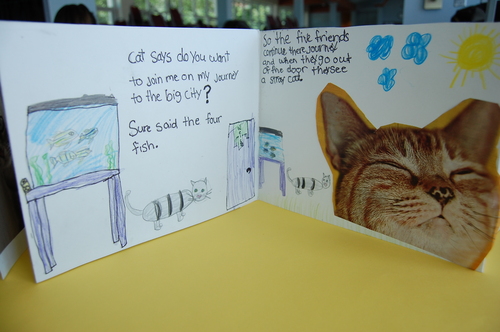 Cat says do you want
to join me on my journey
to the big city?
Sure said the four
fish.
So the five friends
continue there journey
and when they go out
of the door they see
a stray cat.